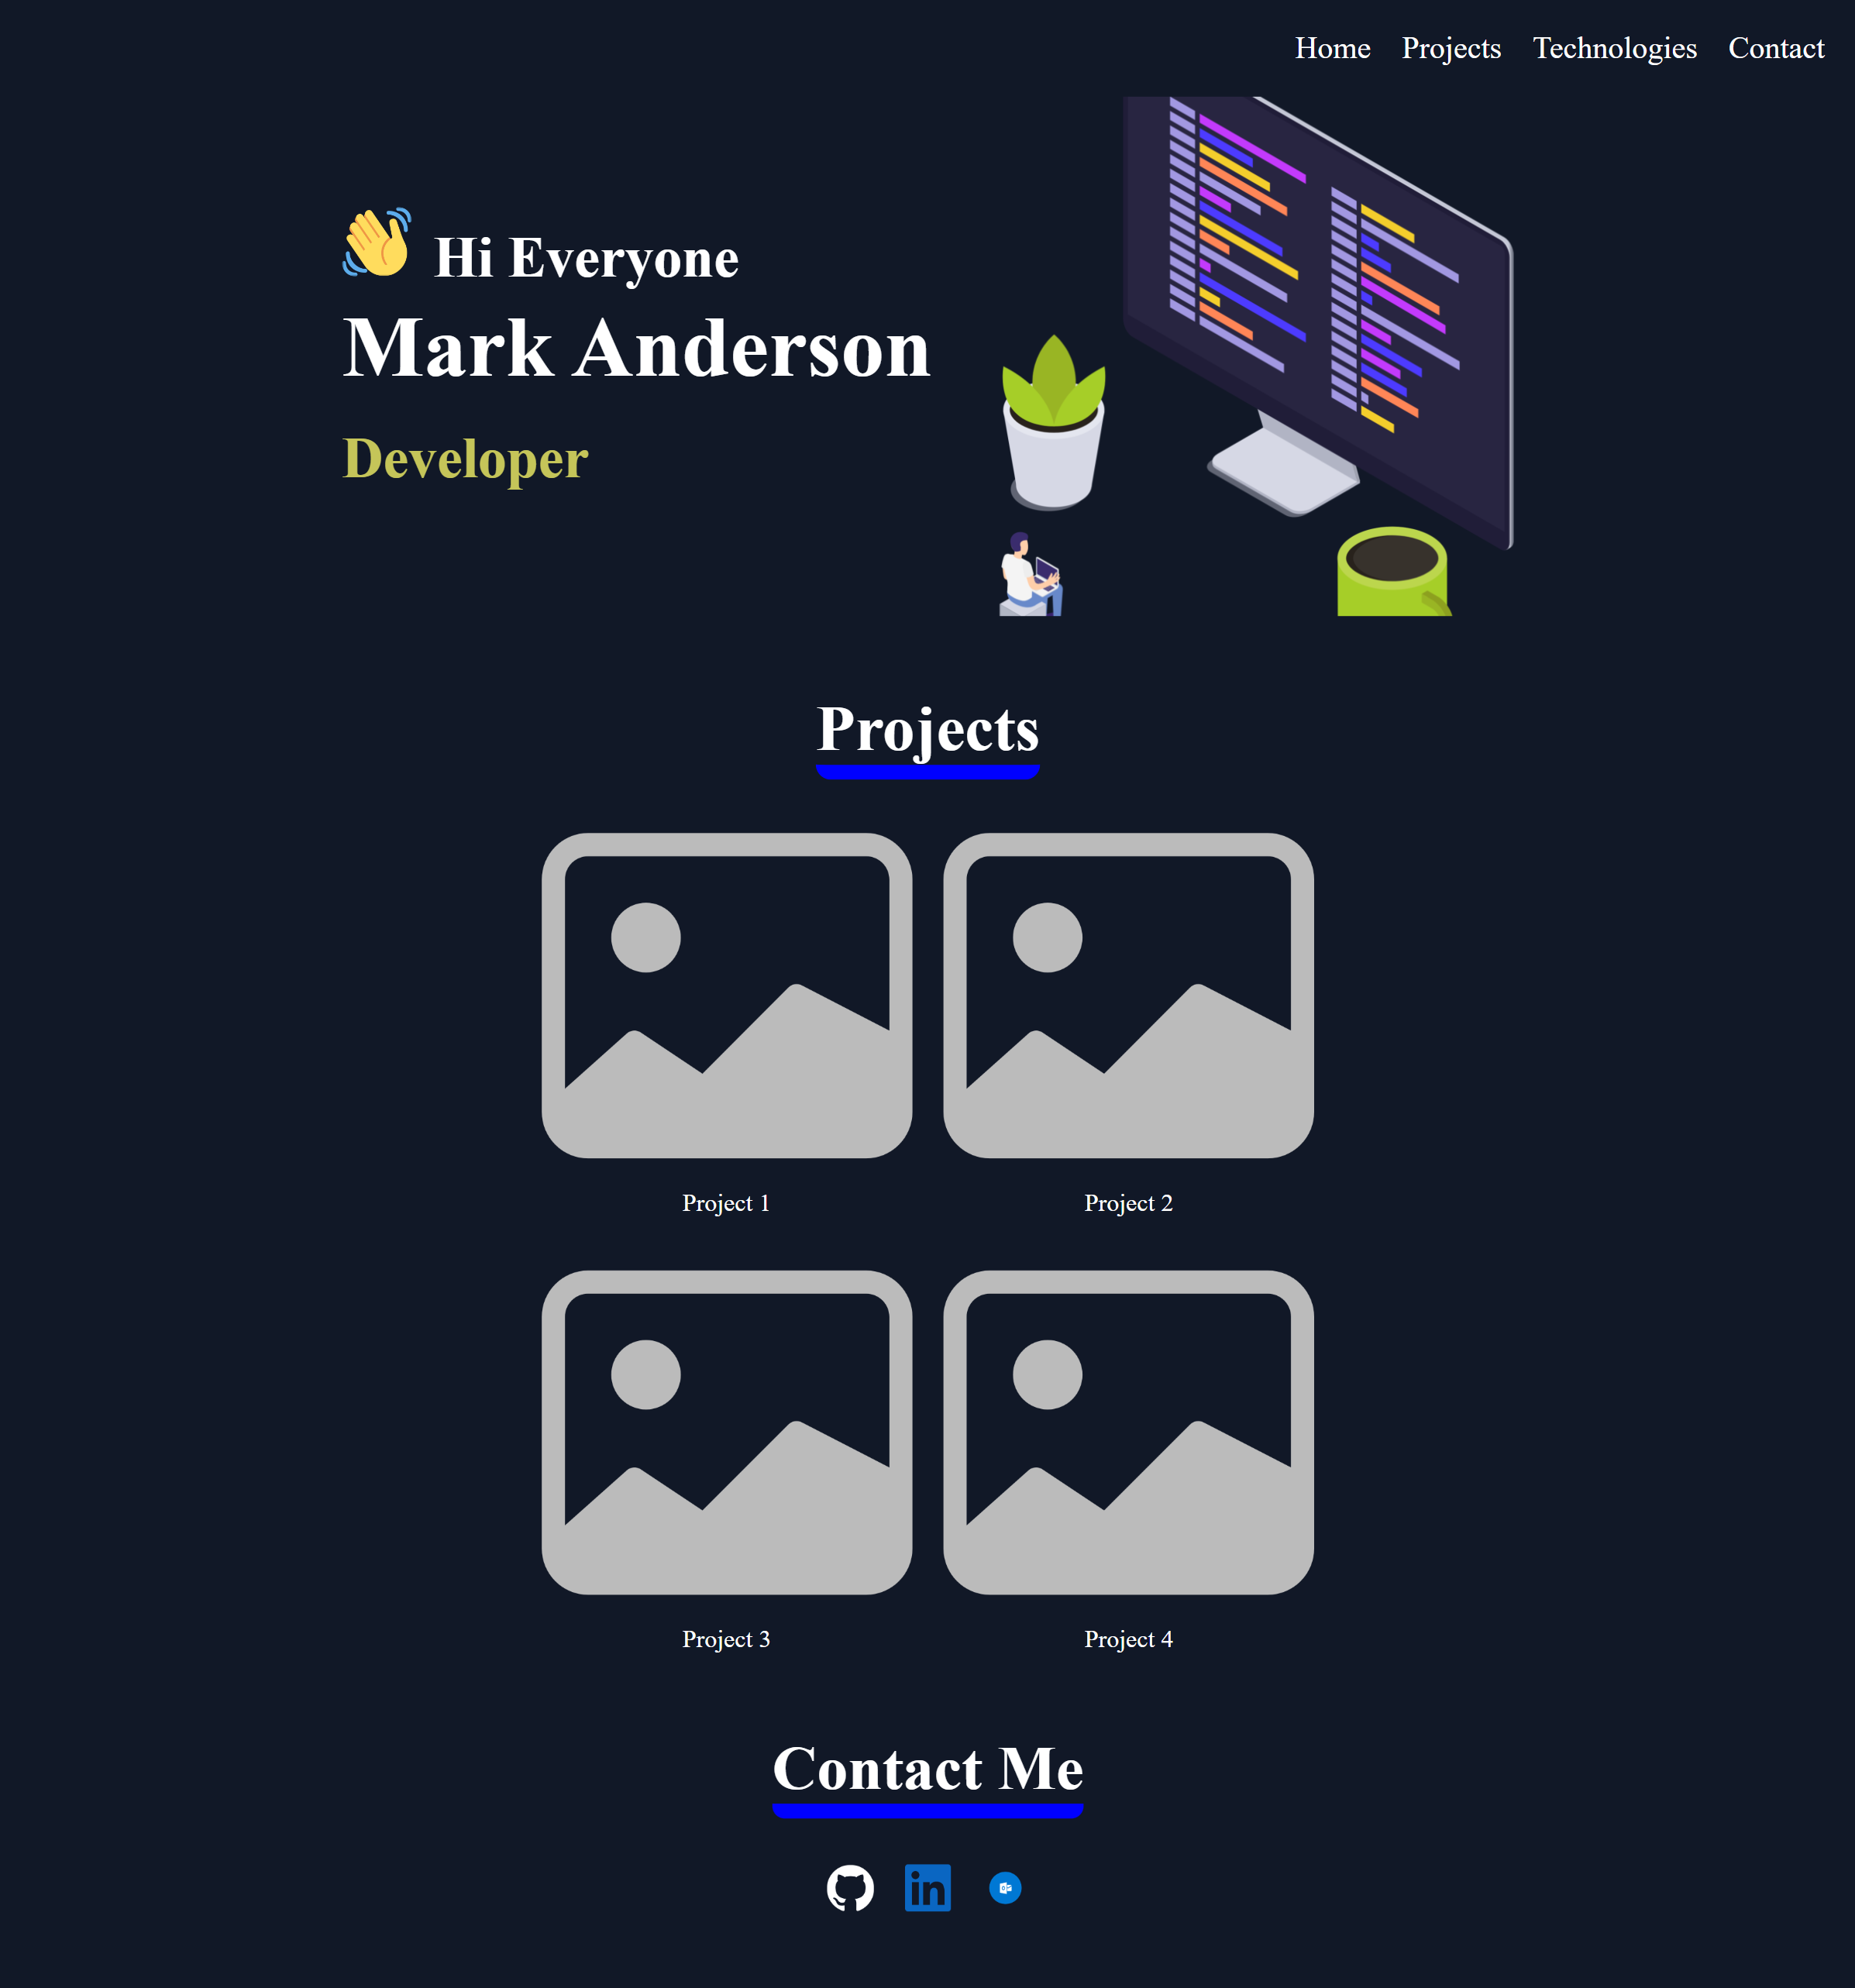 Home Projects Technologies Contact
Hi Everyone
Mark Anderson
Developer
Projects
Project 1 Project 2
Project 3 Project 4
Contact Me
in